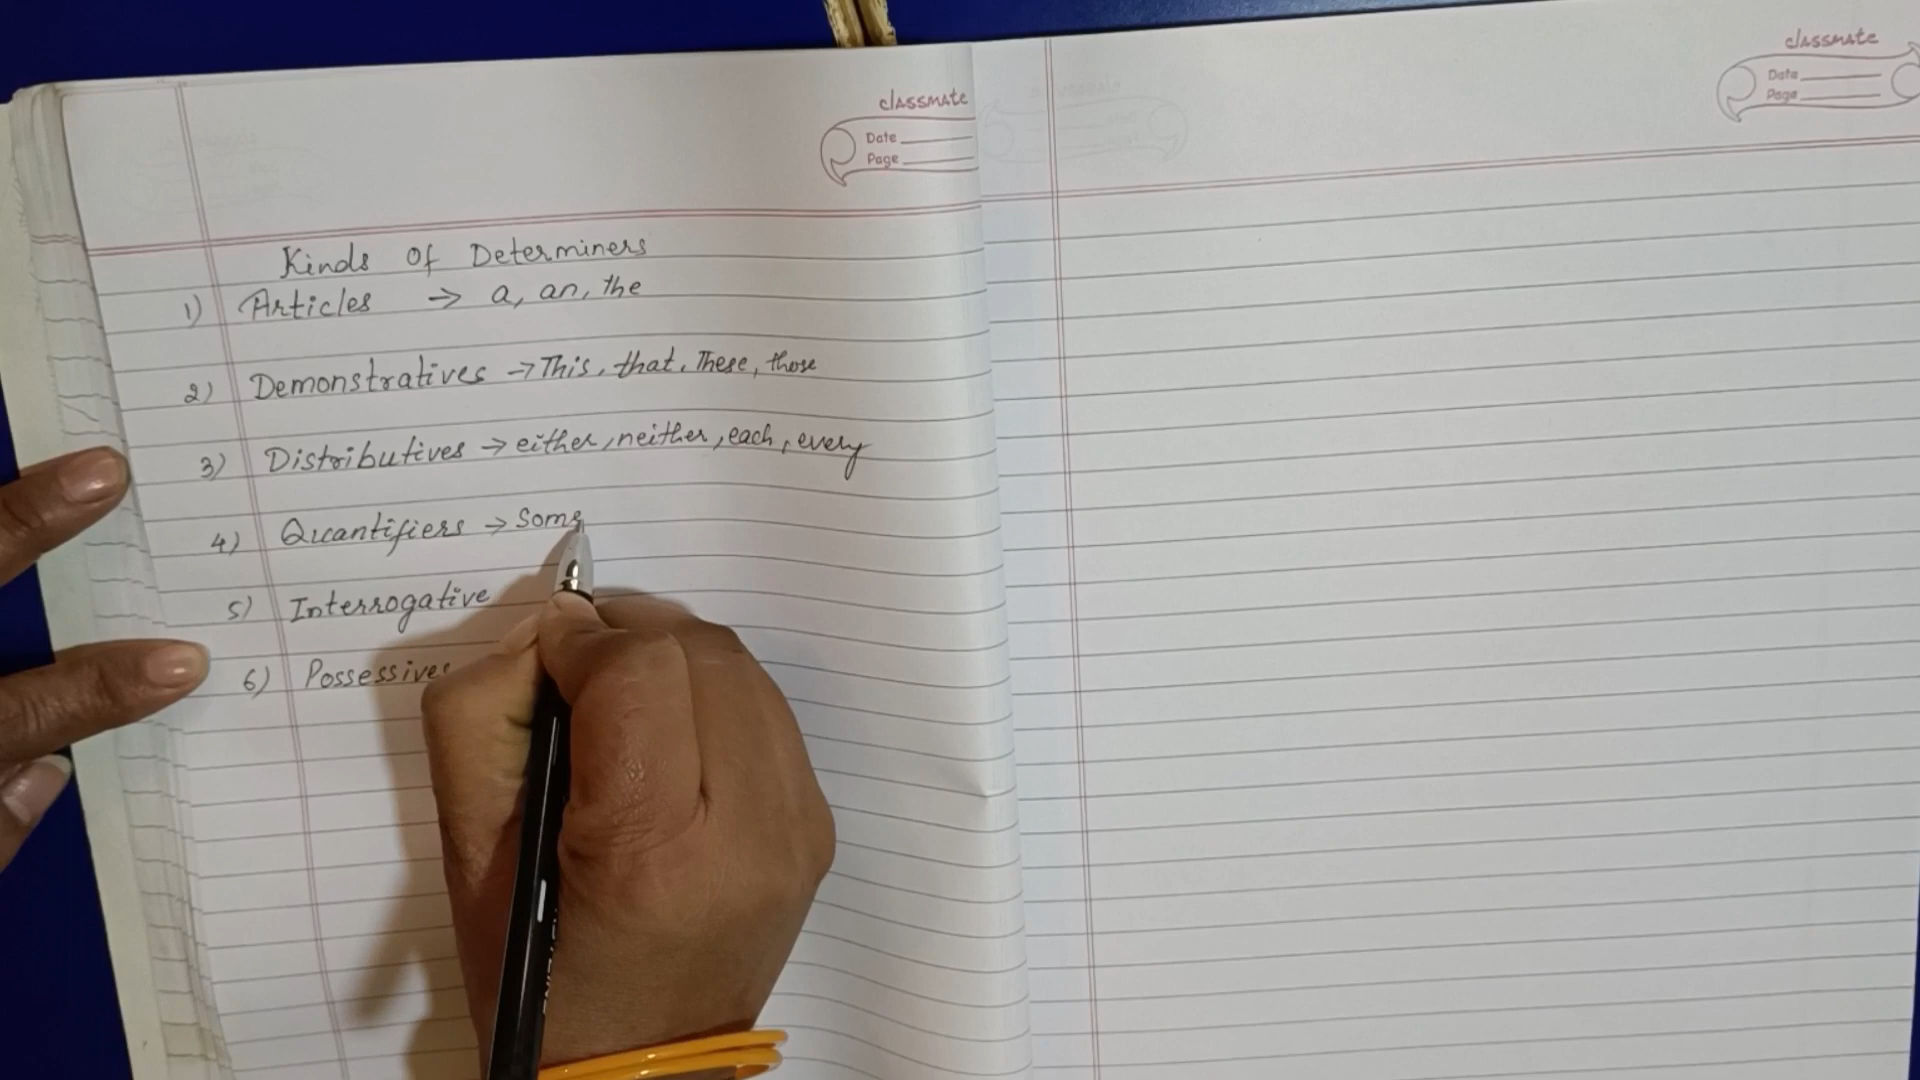 classmate
Date
Page
classmate
Date
Page
Kinds of Determiners
1) Articles → a, an, the
2) Demonstratives → This, that, These, those
3) Distributives → either, neither, each, every
4) Quantifiers → Some
5) Interrogative
6) Possessives